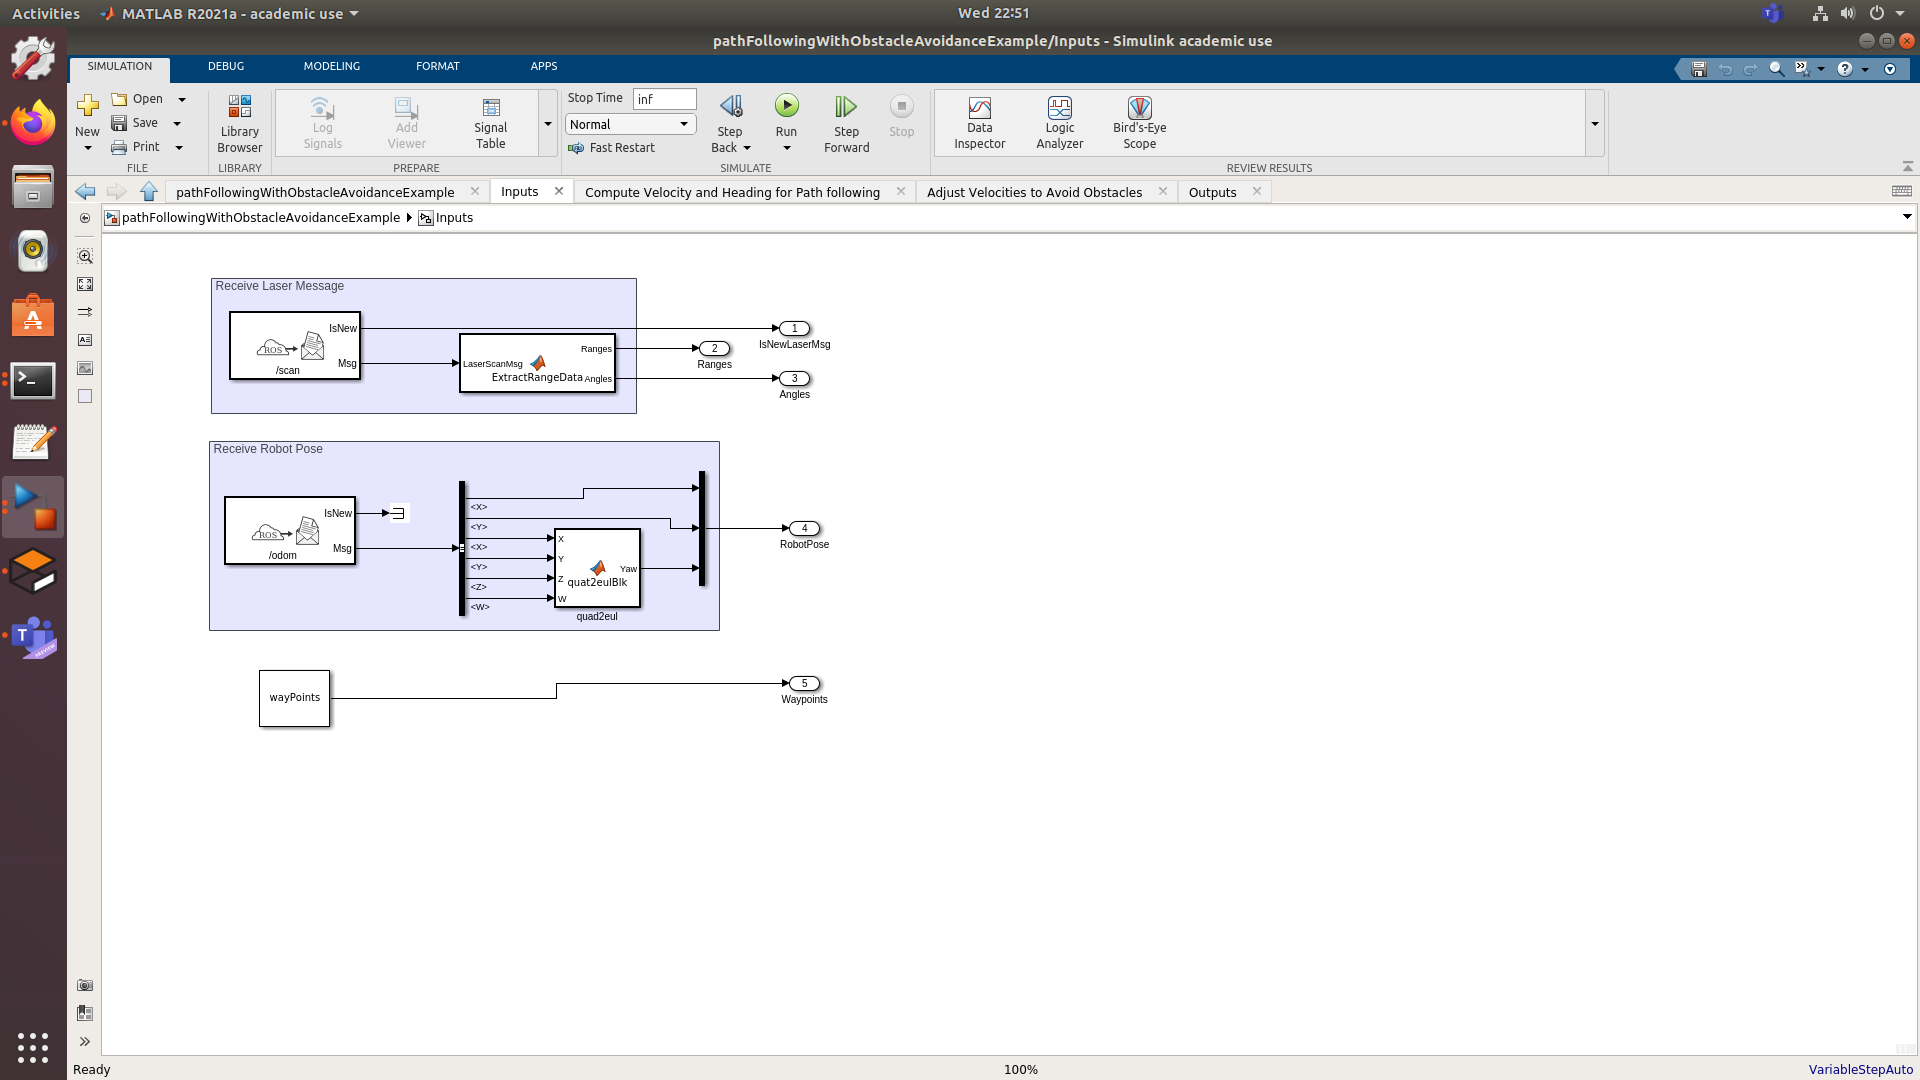 Activities MATLAB R2021a - academic use Wed 22:51
pathFollowingWithObstacleAvoidanceExample/Inputs - Simulink academic use
SIMULATION DEBUG MODELING FORMAT APPS
New
Open
Save
Print
FILE
Library
Browser
LIBRARY
Log
Signals
Add
Viewer
Signal
Table
PREPARE
Stop Time inf
Normal
Fast Restart
Step
Back
Run
Step
Forward
Stop
SIMULATE
Data
Inspector
Logic
Analyzer
Bird's-Eye
Scope
REVIEW RESULTS
pathFollowingWithObstacleAvoidanceExample Inputs Compute Velocity and Heading for Path following Adjust Velocities to Avoid Obstacles Outputs
pathFollowingWithObstacleAvoidanceExample Inputs
Receive Laser Message
IsNew
ROS
Msg
/scan
LaserScanMsg
ExtractRangeData
Ranges
Angles
1
IsNewLaserMsg
2
Ranges
3
Angles
Receive Robot Pose
IsNew
ROS
Msg
/odom
<X>
<Y>
<X>
<Y>
<Z>
<W>
X
Y
Z
W
Yaw
quat2eulBlk
quad2eul
4
RobotPose
wayPoints
5
Waypoints
Ready 100% VariableStepAuto